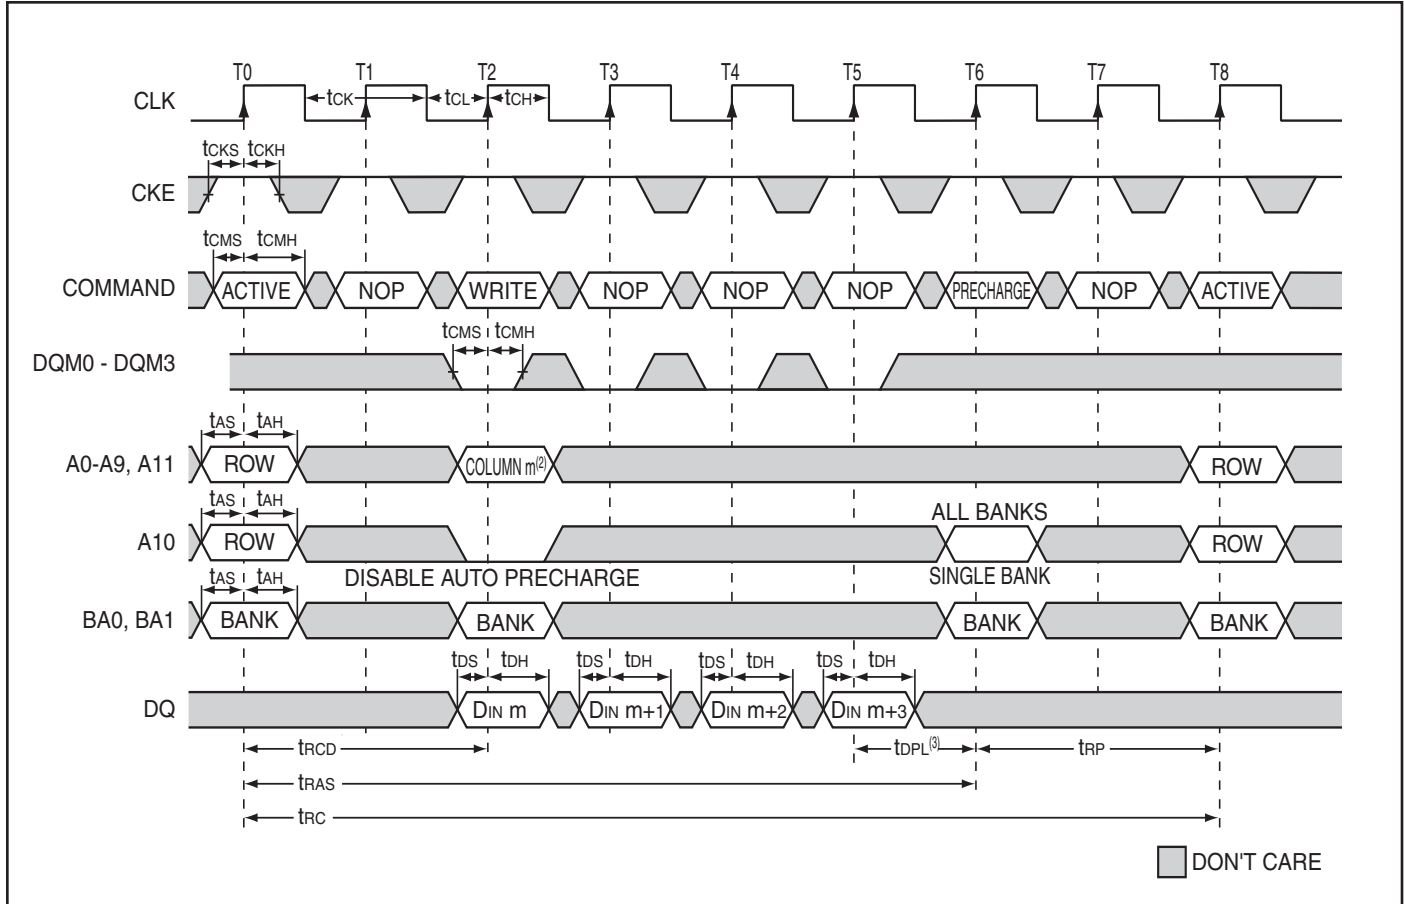 T0 T1 T2 T3 T4 T5 T6 T7 T8
CLK tCK tCL tCH
tCKS tCKH
CKE
tCMS tCMH
COMMAND ACTIVE NOP WRITE NOP NOP NOP PRECHARGE NOP ACTIVE
tCMS tCMH
DQM0 - DQM3
tAS tAH
A0-A9, A11 ROW COLUMN m(2) ROW
tAS tAH ALL BANKS
A10 ROW ROW
DISABLE AUTO PRECHARGE SINGLE BANK
tAS tAH
BA0, BA1 BANK BANK BANK BANK
tDS tDH tDS tDH tDS tDH tDS tDH
DQ DIN m DIN m+1 DIN m+2 DIN m+3
tRCD tDPL(3) tRP
tRAS
tRC
DON'T CARE